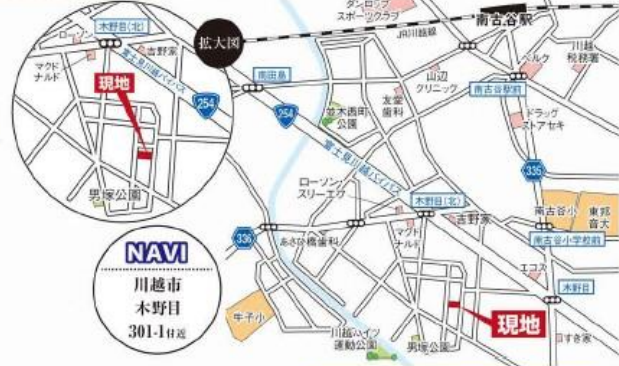 木野目(北)
ローソン
吉野家
マクド
ナルド
現地
富士見川越バイパス
254
男塚公園
拡大図
ダンロップ
スポーツクラブ
南古谷駅
JR川越線
川越
税務署
ベルク
山辺
クリニック
南古谷駅前
南田島
254
並木西町
公園
友愛
歯科
ドラッグ
ストアセキ
富士見川越バイパス
335
ローソン・
スリーエフ
木野目(北)
マクド
ナルド
吉野家
南古谷小
東邦
音大
南古谷小学校前
336
あさひ橋歯科
エコス
木野目
NAVI
川越市
木野目
301-1付近
牛子小
川越ハイツ
運動公園
男塚公園
現地
すき家